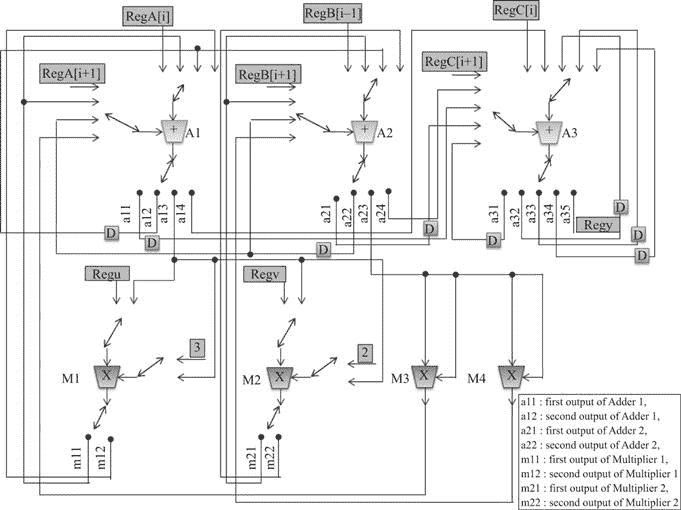 RegA[i]
RegB[i–1]
RegC[i]
RegA[i+1]
RegB[i+1]
RegC[i+1]
+
A1
+
A2
+
A3
a11
a12
a13
a14
a21
a22
a23
a24
a31
a32
a33
a34
a35
Regy
D
D
D
D
D
D
D
D
Regu
Regv
3
2
M1
X
M2
X
M3
X
M4
X
m11
m12
m21
m22
a11 : first output of Adder 1,
a12 : second output of Adder 1,
a21 : first output of Adder 2,
a22 : second output of Adder 2,
m11 : first output of Multiplier 1,
m12 : second output of Multiplier 1
m21 : first output of Multiplier 2,
m22 : second output of Multiplier 2